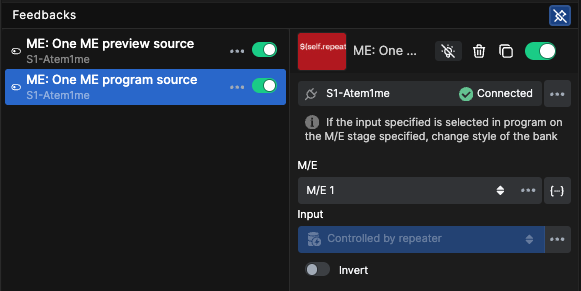 Feedbacks
ME: One ME preview source
S1-Atem1me
ME: One ME program source
S1-Atem1me
$(self.repeat
ME: One ...
S1-Atem1me
Connected
If the input specified is selected in program on
the M/E stage specified, change style of the bank
M/E
M/E 1
Input
Controlled by repeater
Invert